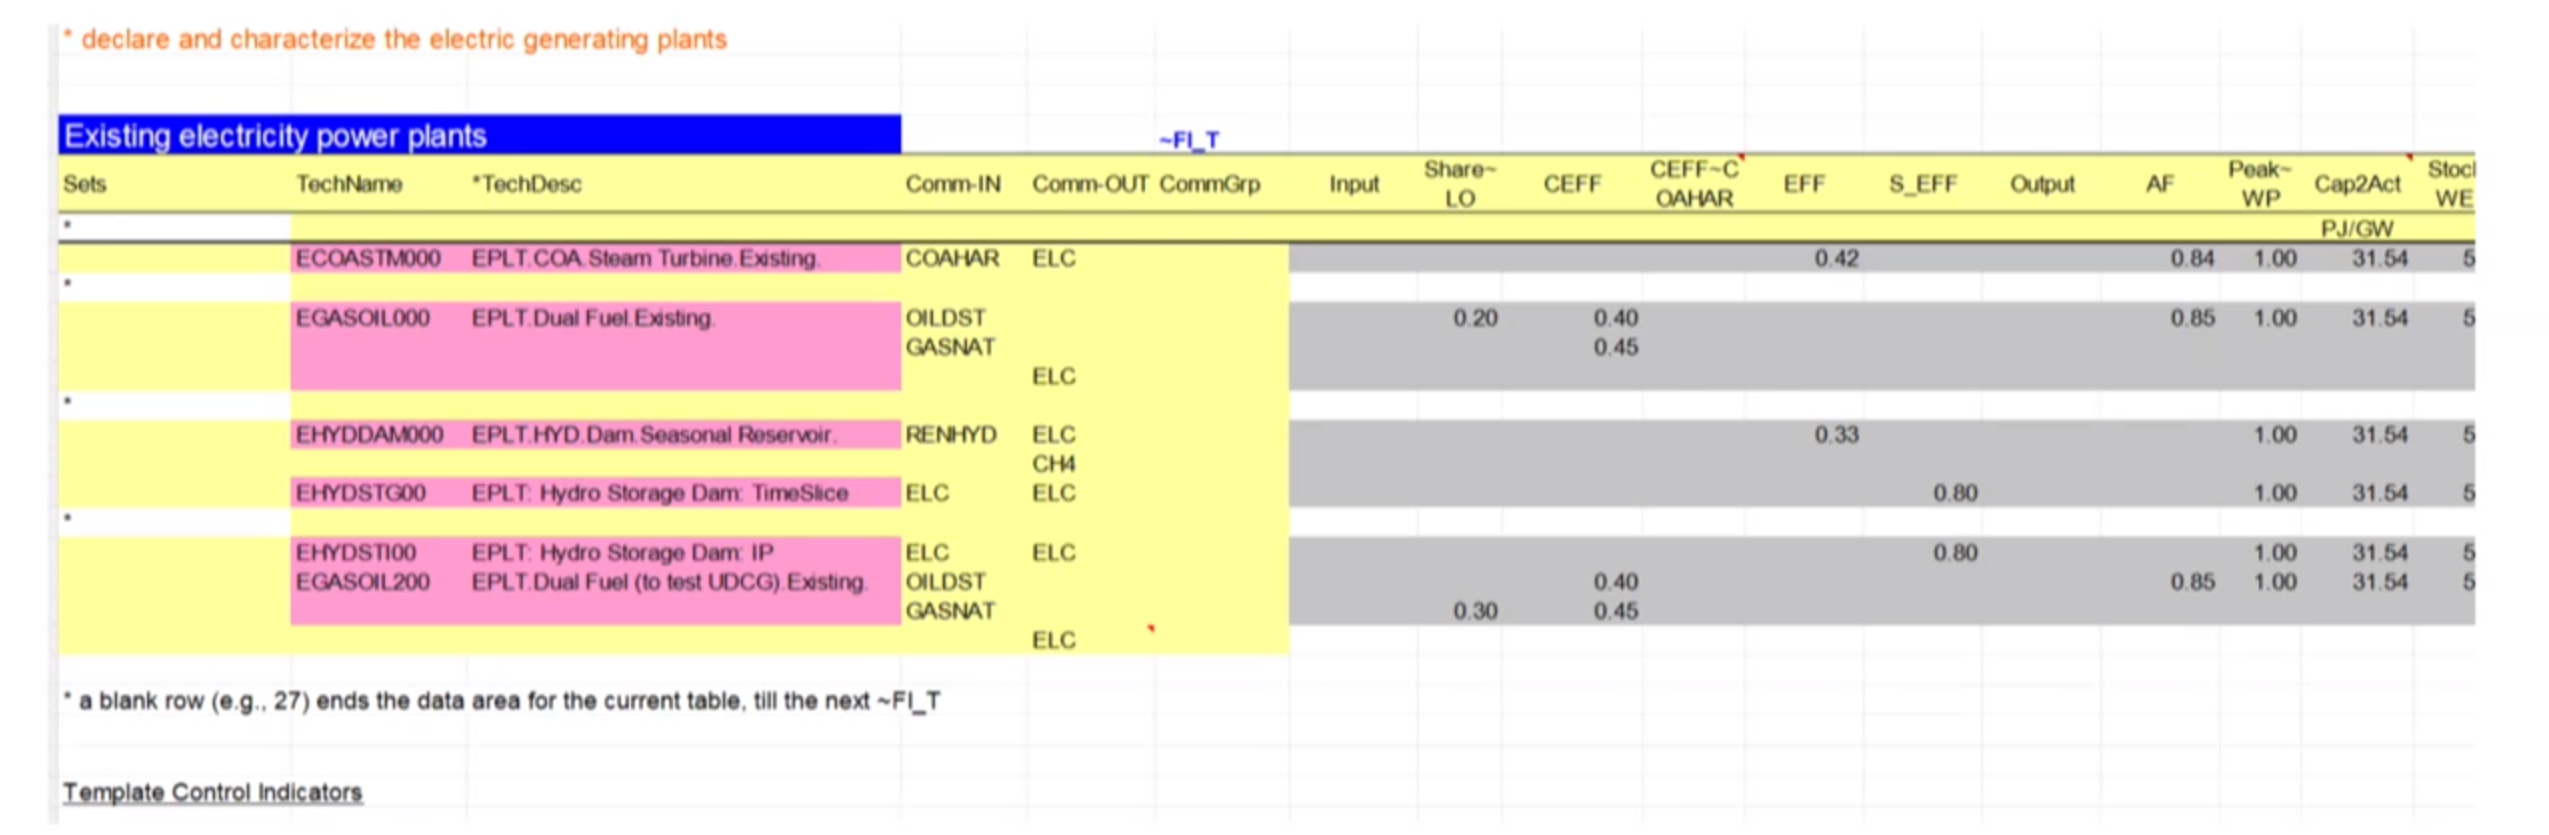 * declare and characterize the electric generating plants
Existing electricity power plants ~FI_T
Sets TechName *TechDesc Comm-IN Comm-OUT CommGrp Input Share~LO CEFF CEFF~COAHAR EFF S_EFF Output AF Peak~WP Cap2Act
* PJ/GW
ECOASTM000 EPLT.COA.Steam Turbine.Existing. COAHAR ELC 0.42 0.84 1.00 31.54 5
*
EGASOIL000 EPLT.Dual Fuel.Existing. OILDST 0.20 0.40 0.85 1.00 31.54 5
GASNAT 0.45
ELC
*
EHYDDAM000 EPLT.HYD.Dam.Seasonal Reservoir. RENHYD ELC 0.33 1.00 31.54 5
CH4
EHYDSTG00 EPLT: Hydro Storage Dam: TimeSlice ELC ELC 0.80 1.00 31.54 5
*
EHYDSTI00 EPLT: Hydro Storage Dam: IP ELC ELC 0.80 1.00 31.54 5
EGASOIL200 EPLT.Dual Fuel (to test UDCG).Existing. OILDST 0.40 0.85 1.00 31.54 5
GASNAT 0.30 0.45
ELC
* a blank row (e.g., 27) ends the data area for the current table, till the next ~FI_T
Template Control Indicators